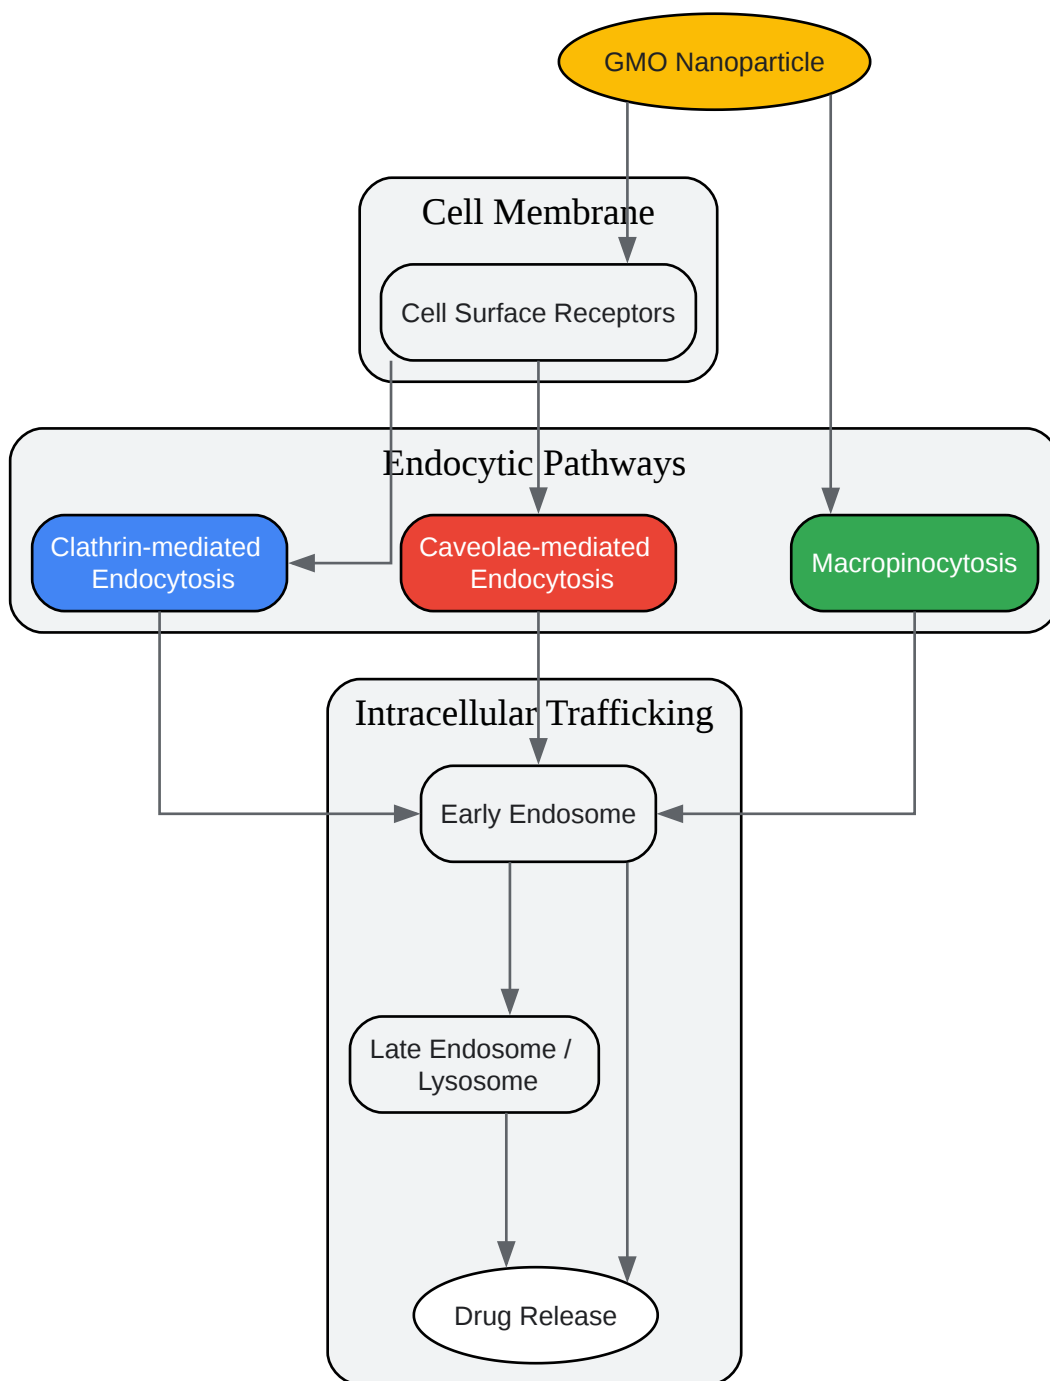 GMO Nanoparticle
Cell Membrane
Cell Surface Receptors
Endocytic Pathways
Clathrin-mediated
Endocytosis
Caveolae-mediated
Endocytosis
Macropinocytosis
Intracellular Trafficking
Early Endosome
Late Endosome /
Lysosome
Drug Release